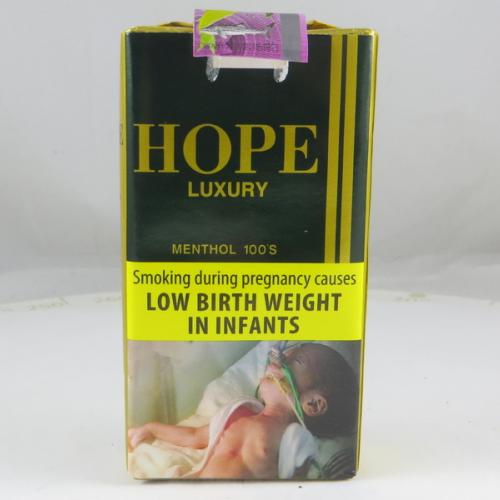 HOPE
LUXURY
MENTHOL 100'S
Smoking during pregnancy causes
LOW BIRTH WEIGHT
IN INFANTS